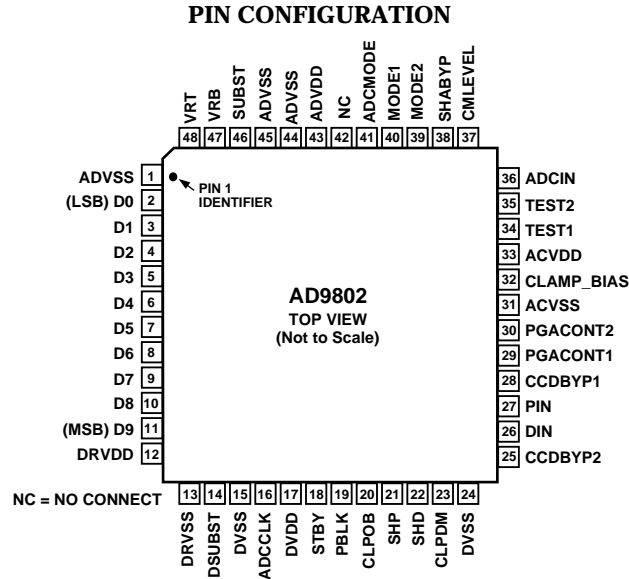 PIN CONFIGURATION
VRT
VRB
SUBST
ADVSS
ADVSS
ADVDD
NC
ADCMODE
MODE1
MODE2
SHABYP
CMLEVEL
48 47 46 45 44 43 42 41 40 39 38 37
ADVSS 1
(LSB) D0 2
D1 3
D2 4
D3 5
D4 6
D5 7
D6 8
D7 9
D8 10
(MSB) D9 11
DRVDD 12
PIN 1
IDENTIFIER
AD9802
TOP VIEW
(Not to Scale)
36 ADCIN
35 TEST2
34 TEST1
33 ACVDD
32 CLAMP_BIAS
31 ACVSS
30 PGACONT2
29 PGACONT1
28 CCDBYP1
27 PIN
26 DIN
25 CCDBYP2
NC = NO CONNECT
13 14 15 16 17 18 19 20 21 22 23 24
DRVSS
DSUBST
DVSS
ADCCLK
DVDD
STBY
PBLK
CLPOB
SHP
SHD
CLPDM
DVSS